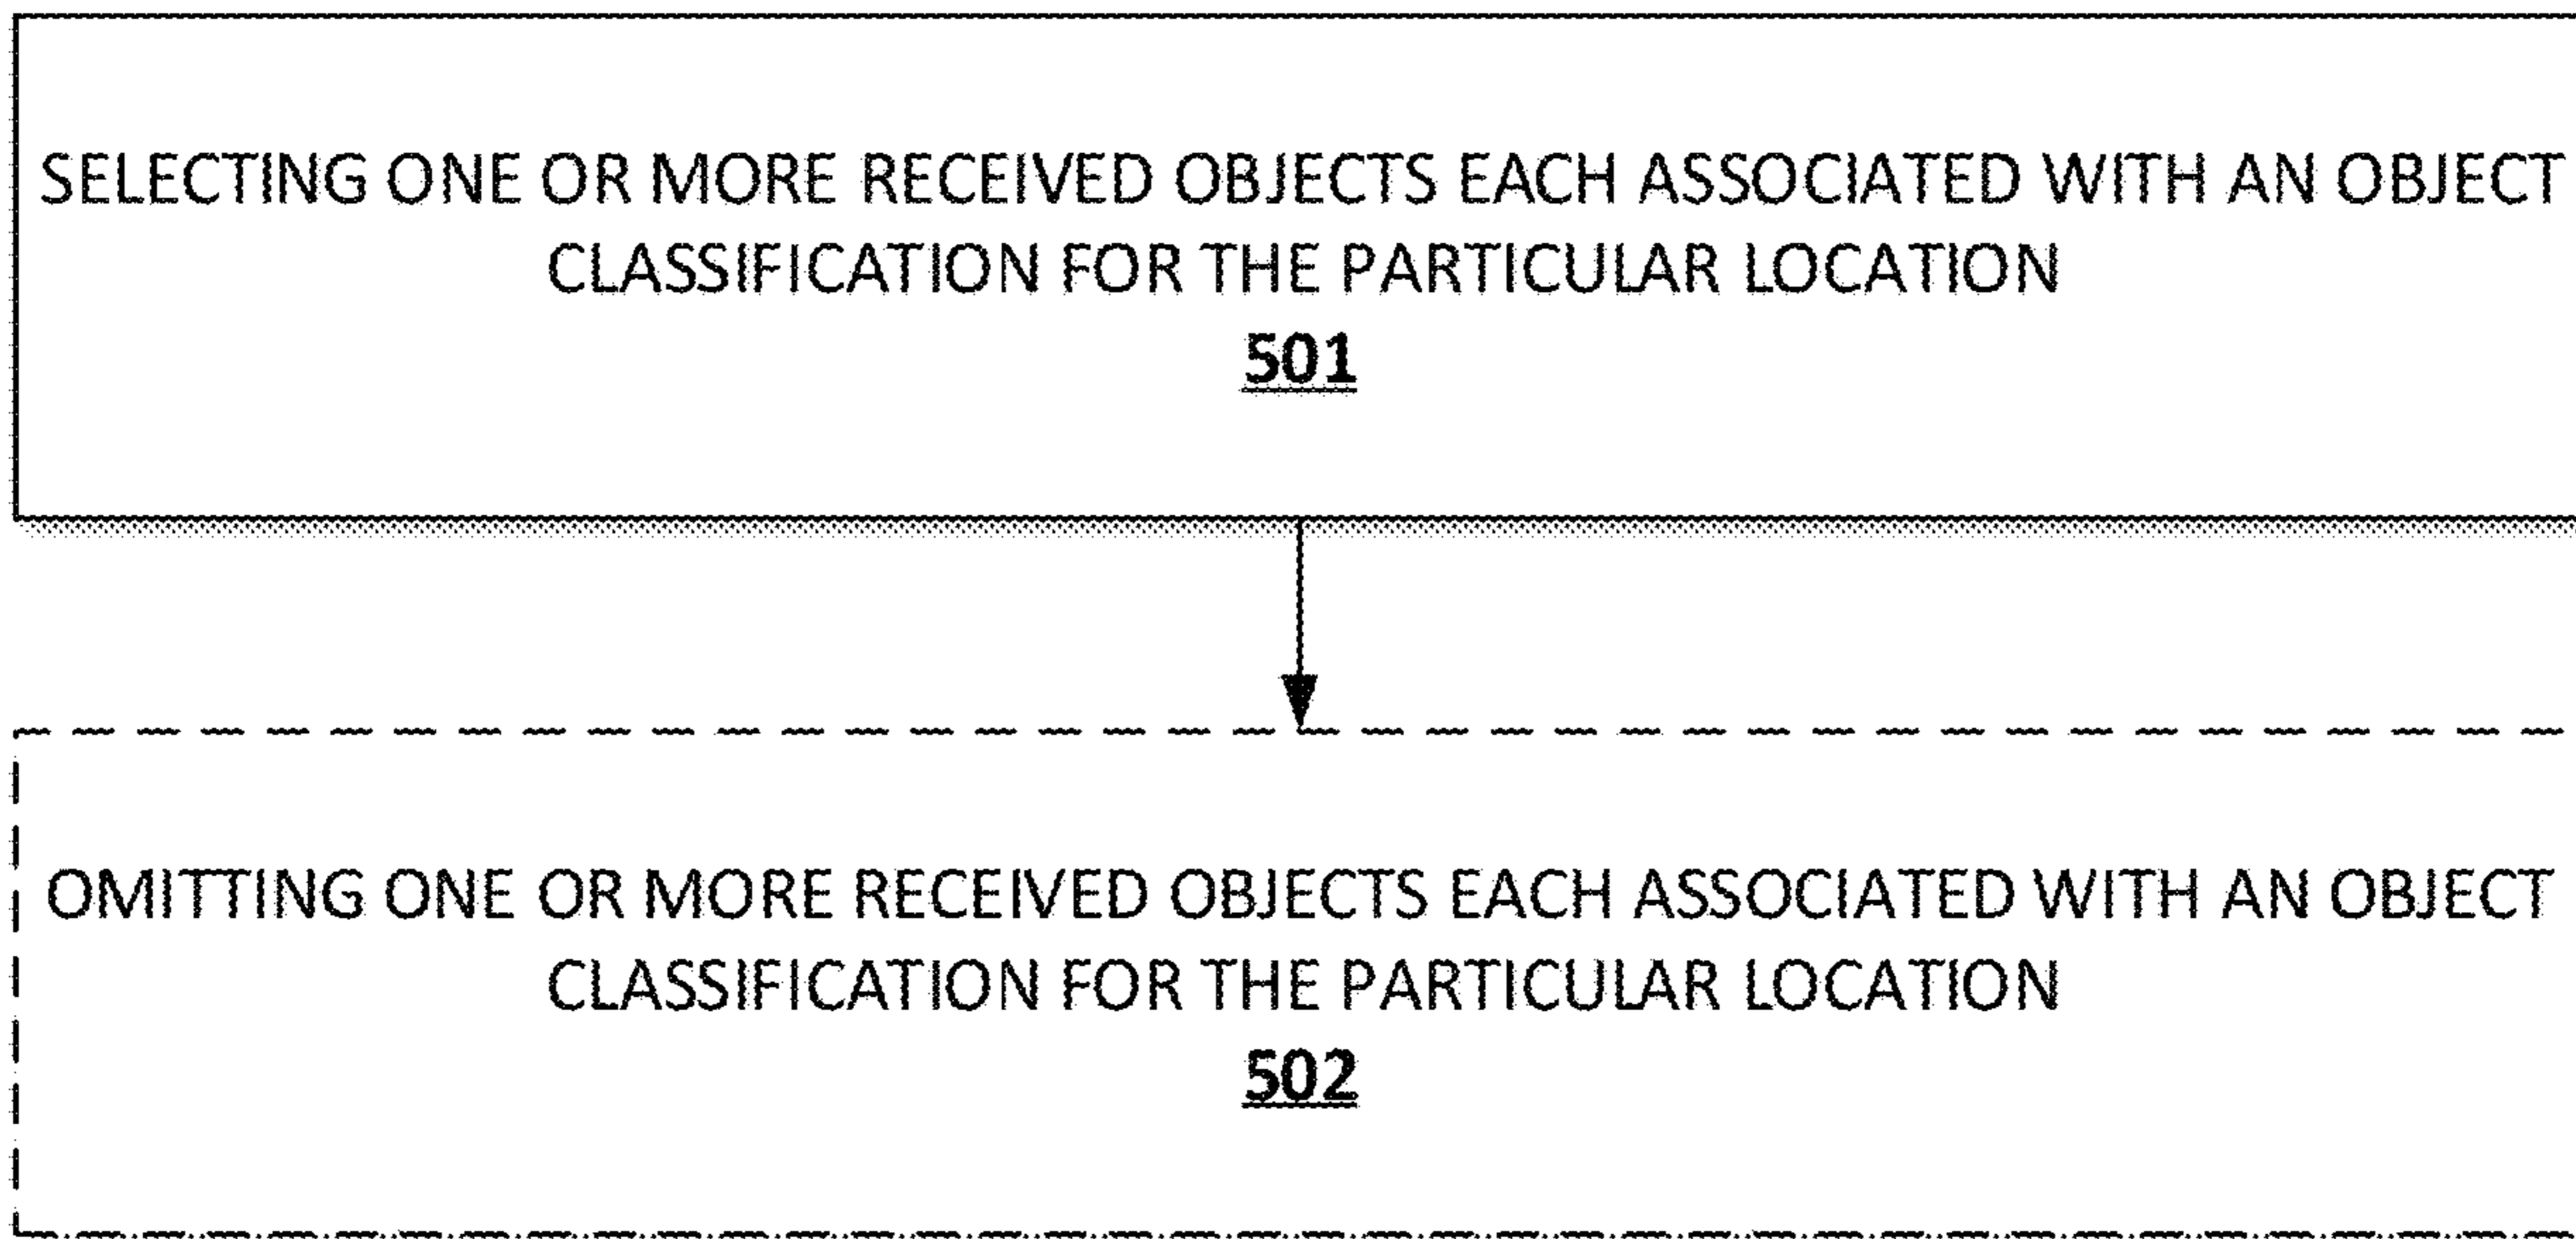 SELECTING ONE OR MORE RECEIVED OBJECTS EACH ASSOCIATED WITH AN OBJECT
CLASSIFICATION FOR THE PARTICULAR LOCATION
501
OMITTING ONE OR MORE RECEIVED OBJECTS EACH ASSOCIATED WITH AN OBJECT
CLASSIFICATION FOR THE PARTICULAR LOCATION
502